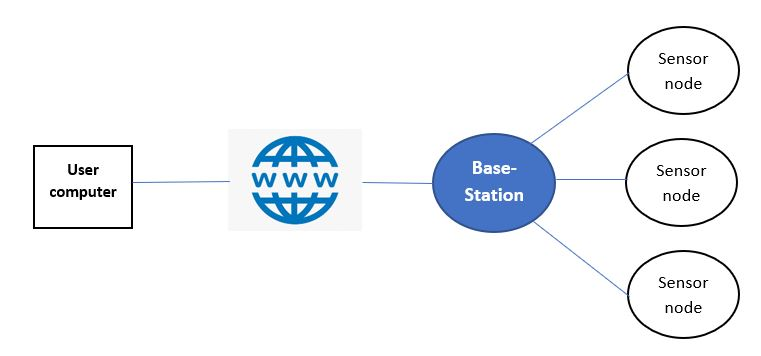 User
computer
WWW
Base-
Station
Sensor
node
Sensor
node
Sensor
node